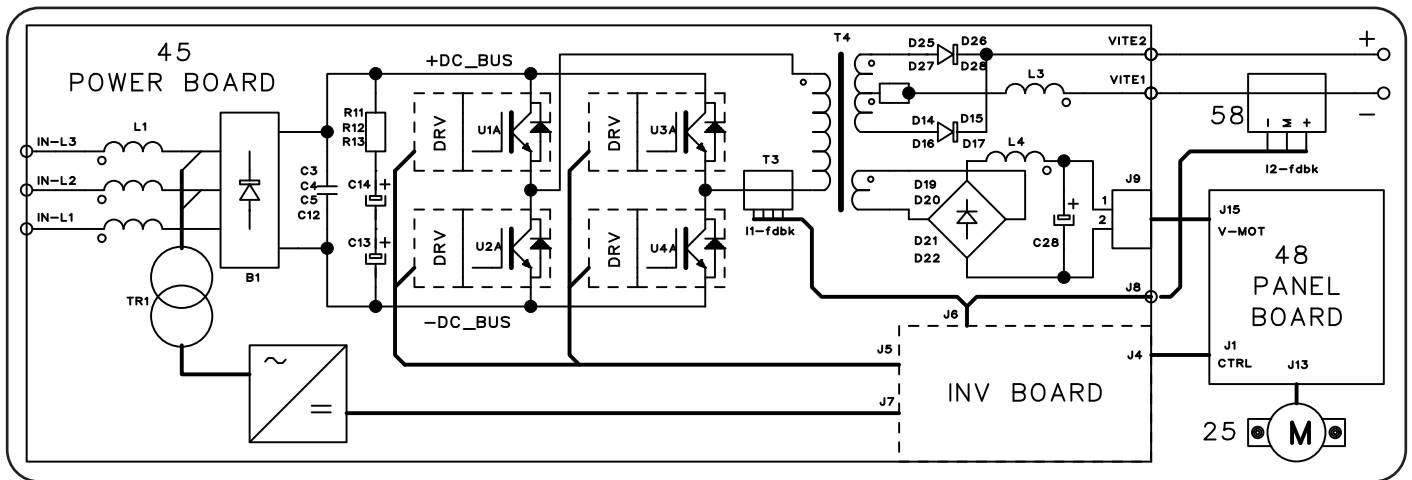 45
POWER BOARD
IN-L3
IN-L2
IN-L1
L1
B1
TR1
C3
C4
C5
C12
R11
R12
R13
C14
+
C13
+
+DC_BUS
-DC_BUS
DRV
U1A
DRV
U2A
DRV
U3A
DRV
U4A
T3
I1-fdbk
T4
D25
D26
D27
D28
D14
D15
D16
D17
L3
L4
D19
D20
D21
D22
+
C28
J9
1
2
VITE2
VITE1
+
-
58
- M +
I2-fdbk
J15
V-MOT
48
PANEL
BOARD
J1
CTRL
J13
25
M
J8
J6
J5
J4
J7
INV BOARD